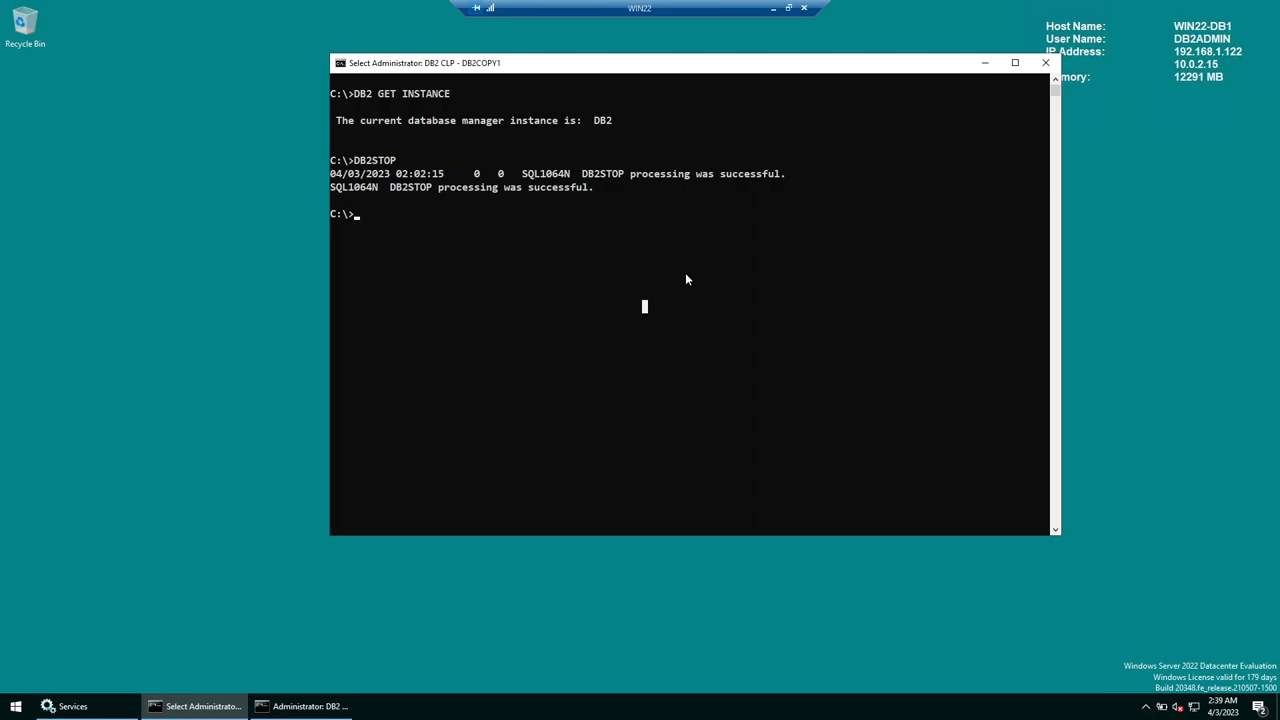 WIN22
Recycle Bin
Host Name: WIN22-DB1
User Name: DB2ADMIN
IP Address: 192.168.1.122
10.0.2.15
mory: 12291 MB
Select Administrator: DB2 CLP - DB2COPY1
C:\>DB2 GET INSTANCE
The current database manager instance is:  DB2
C:\>DB2STOP
04/03/2023 02:02:15     0   0   SQL1064N  DB2STOP processing was successful.
SQL1064N  DB2STOP processing was successful.
C:\>
Windows Server 2022 Datacenter Evaluation
Windows License valid for 179 days
Build 20348.fe_release.210507-1500
Services
Select Administrato...
Administrator: DB2 ...
2:39 AM
4/3/2023
2